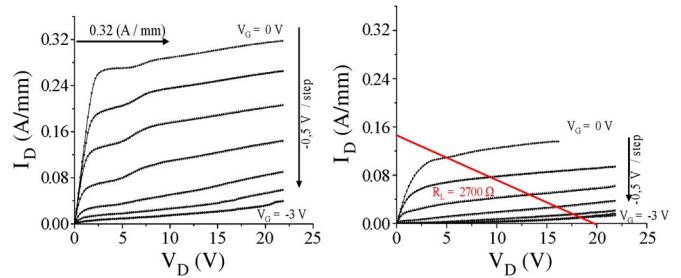 0.32 (A / mm)
V_G = 0 V
-0,5 V / step
V_G = -3 V
I_D (A/mm)
0.32
0.24
0.16
0.08
0.00
0 5 10 15 20 25
V_D (V)
V_G = 0 V
-0,5 V / step
R_L = 2700 Ω
V_G = -3 V
I_D (A/mm)
0.32
0.24
0.16
0.08
0.00
0 5 10 15 20 25
V_D (V)